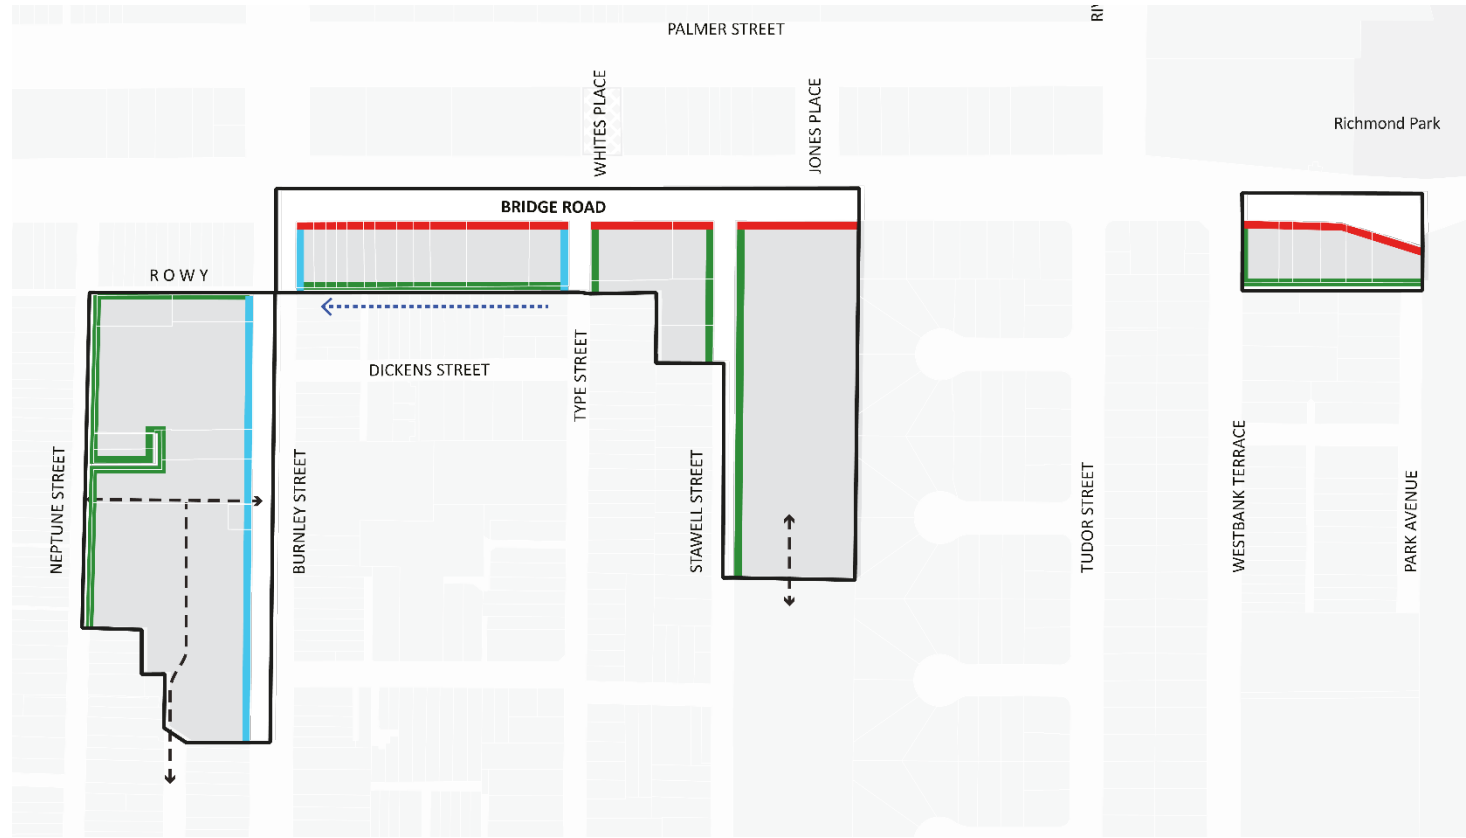 PALMER STREET
WHITES PLACE
JONES PLACE
Richmond Park
BRIDGE ROAD
ROWY
DICKENS STREET
TYPE STREET
NEPTUNE STREET
BURNLEY STREET
STAWELL STREET
TUDOR STREET
WESTBANK TERRACE
PARK AVENUE